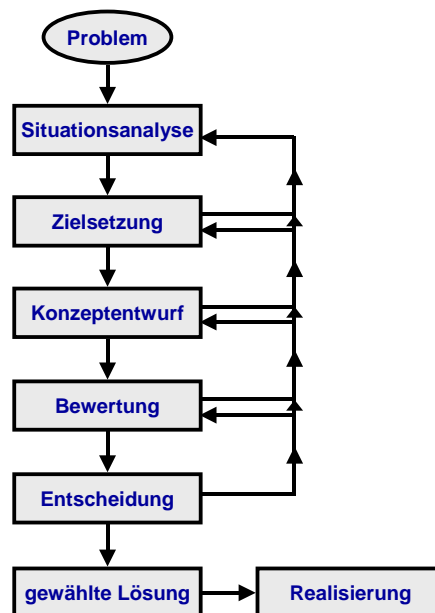 Problem
Situationsanalyse
Zielsetzung
Konzeptentwurf
Bewertung
Entscheidung
gewählte Lösung
Realisierung